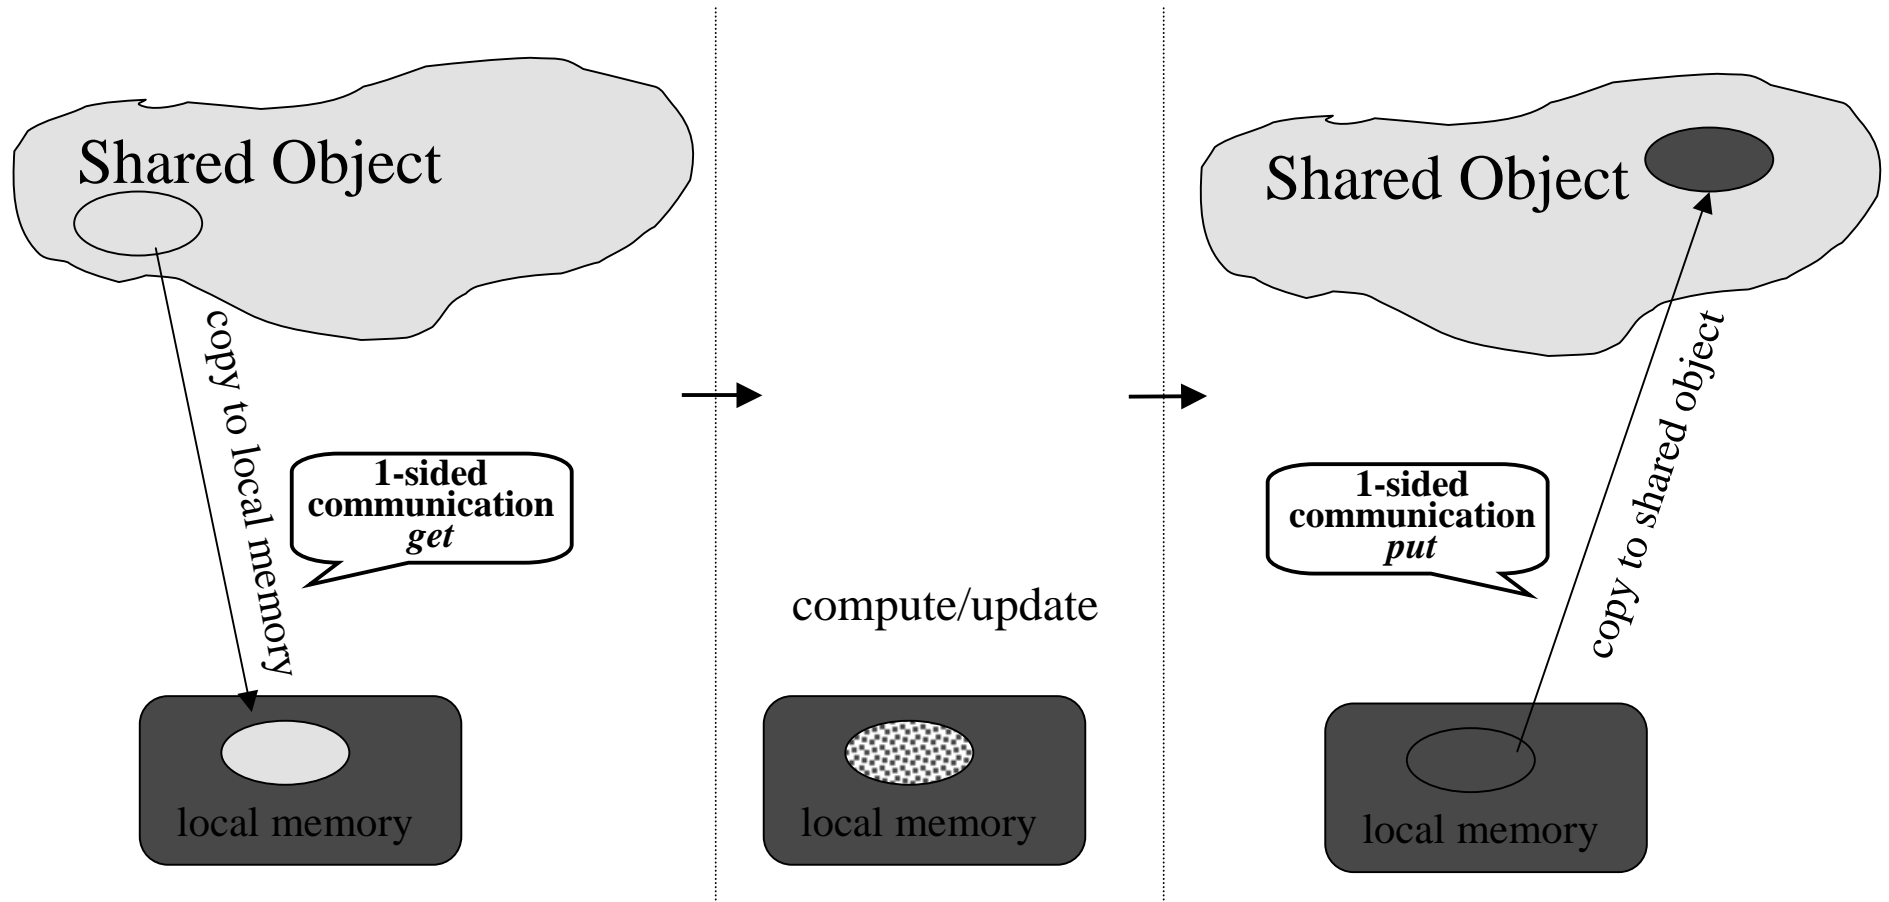 Shared Object
copy to local memory
1-sided
communication
get
local memory
compute/update
local memory
Shared Object
1-sided
communication
put
copy to shared object
local memory